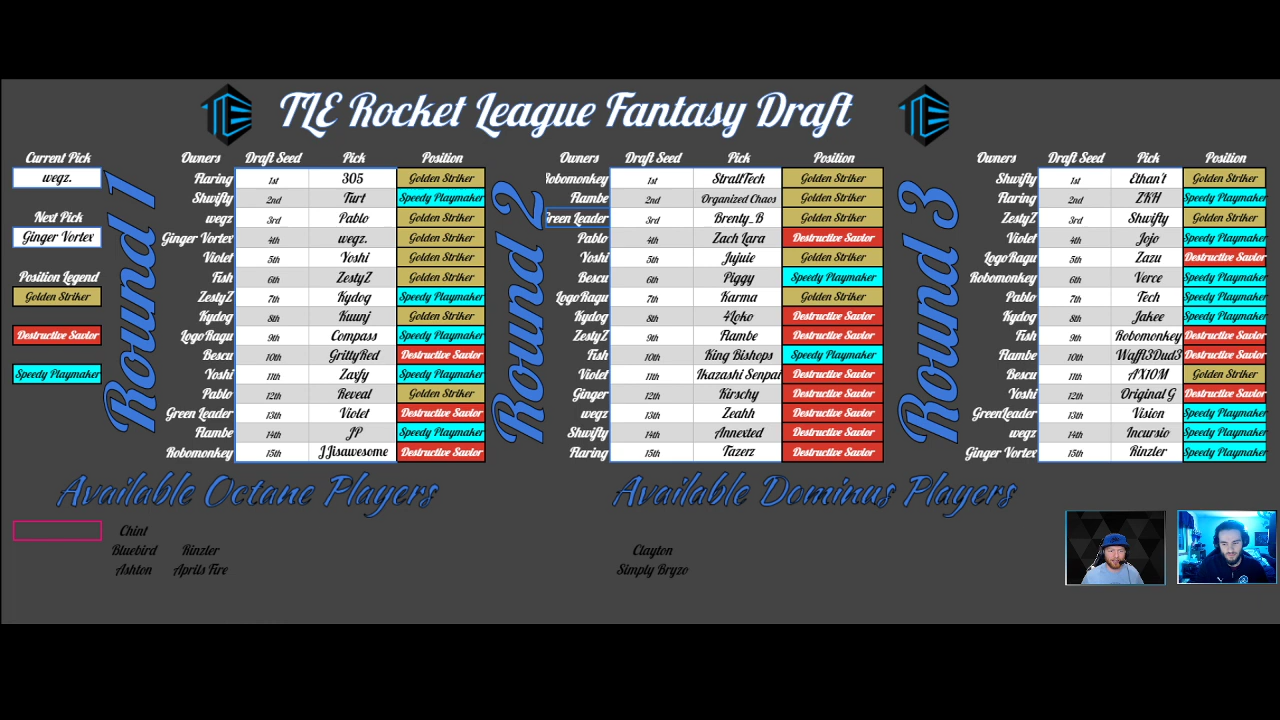 TLE Rocket League Fantasy Draft
Current Pick
wegz.
Next Pick
Ginger Vortex
Position Legend
Golden Striker
Destructive Savior
Speedy Playmaker
Round 1
Owners Draft Seed Pick Position
Flaring 1st 305 Golden Striker
Shwifty 2nd Turt Speedy Playmaker
wegz 3rd Pablo Golden Striker
Ginger Vortex 4th wegz. Golden Striker
Violet 5th Yoshi Golden Striker
Fish 6th ZestyZ Golden Striker
ZestyZ 7th Kydog Speedy Playmaker
Kydog 8th Kuunj Golden Striker
LogoRagu 9th Compass Speedy Playmaker
Bescu 10th GrittyRed Destructive Savior
Yoshi 11th Zaxfy Speedy Playmaker
Pablo 12th Reveal Golden Striker
Green Leader 13th Violet Destructive Savior
Flambe 14th JP Speedy Playmaker
Robomonkey 15th JJisawesome Destructive Savior
Round 2
Owners Draft Seed Pick Position
Robomonkey 1st StrailTech Golden Striker
Flambe 2nd Organized Chaos Golden Striker
Green Leader 3rd Brenty_B Golden Striker
Pablo 4th Zach Lara Destructive Savior
Yoshi 5th Jujuie Golden Striker
Bescu 6th Piggy Speedy Playmaker
LogoRagu 7th Karma Golden Striker
Kydog 8th 4Loko Destructive Savior
ZestyZ 9th Flambe Destructive Savior
Fish 10th King Bishops Speedy Playmaker
Violet 11th Ikazashi Senpai Destructive Savior
Ginger 12th Kirschy Destructive Savior
wegz 13th Zeahh Destructive Savior
Shwifty 14th Annexted Destructive Savior
Flaring 15th Tazerz Destructive Savior
Round 3
Owners Draft Seed Pick Position
Shwifty 1st Ethan't Golden Striker
Flaring 2nd ZKH Speedy Playmaker
ZestyZ 3rd Shwifty Golden Striker
Violet 4th Jojo Speedy Playmaker
LogoRagu 5th Zazu Destructive Savior
Robomonkey 6th Verce Speedy Playmaker
Pablo 7th Tech Speedy Playmaker
Kydog 8th Jakee Speedy Playmaker
Fish 9th Robomonkey Destructive Savior
Flambe 10th Waffl3Dud3 Destructive Savior
Bescu 11th AXIOM Golden Striker
Yoshi 12th Original G Destructive Savior
GreenLeader 13th Vision Speedy Playmaker
wegz 14th Incursio Speedy Playmaker
Ginger Vortex 15th Rinzler Speedy Playmaker
Available Octane Players
Chint
Bluebird Rinzler
Ashton Aprils Fire
Available Dominus Players
Clayton
Simply Bryzo